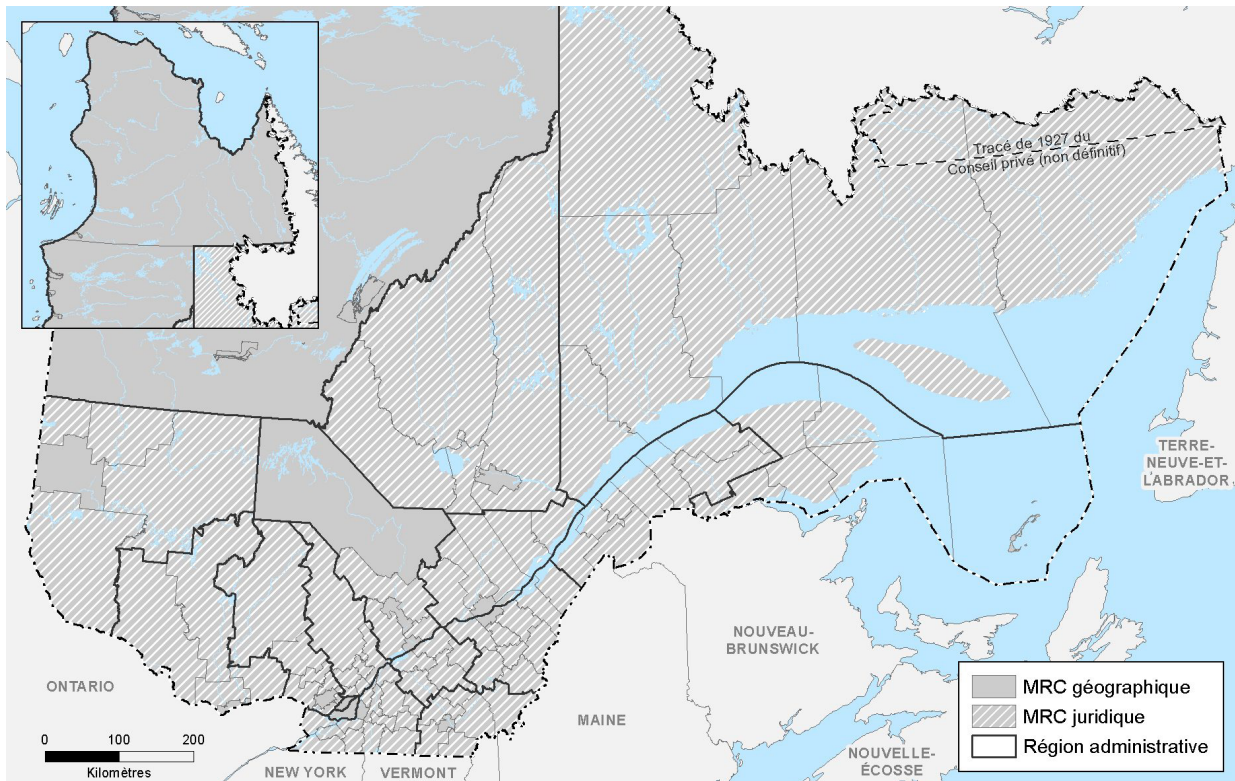 Tracé de 1927 du
Conseil privé (non définitif)
TERRE-
NEUVE-ET-
LABRADOR
NOUVEAU-
BRUNSWICK
ONTARIO
MAINE
NEW YORK
VERMONT
NOUVELLE-
ÉCOSSE
0 100 200
Kilomètres
MRC géographique
MRC juridique
Région administrative